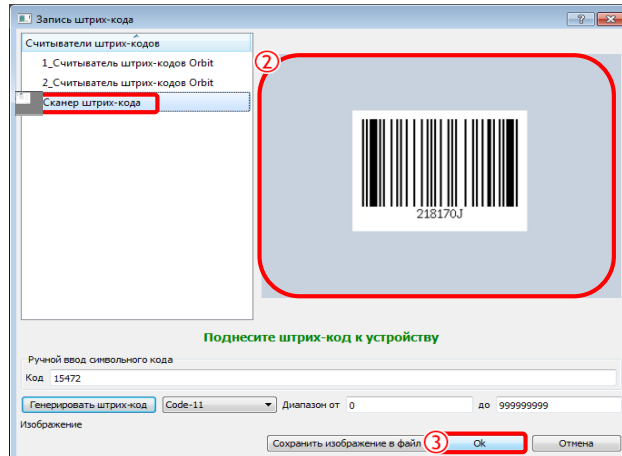 Запись штрих-кода
Считыватели штрих-кодов
1_Считыватель штрих-кодов Orbit
2_Считыватель штрих-кодов Orbit
Сканер штрих-кода
2
218170J
Поднесите штрих-код к устройству
Ручной ввод символьного кода
Код 15472
Генерировать штрих-код Code-11 Диапазон от 0 до 999999999
Изображение
Сохранить изображение в файл 3 Ok Отмена